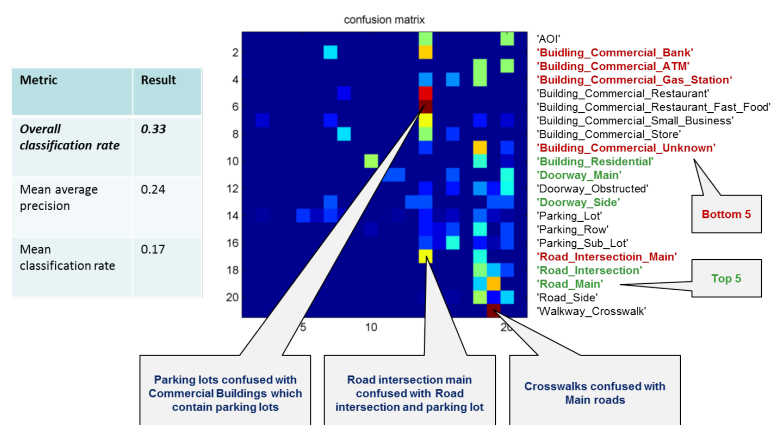 confusion matrix
Metric Result
Overall classification rate 0.33
Mean average precision 0.24
Mean classification rate 0.17
2
4
6
8
10
12
14
16
18
20
5
10
20
'AOI'
'Buidling_Commercial_Bank'
'Building_Commercial_ATM'
'Building_Commercial_Gas_Station'
'Building_Commercial_Restaurant'
'Building_Commercial_Restaurant_Fast_Food'
'Building_Commercial_Small_Business'
'Building_Commercial_Store'
'Building_Commercial_Unknown'
'Building_Residential'
'Doorway_Main'
'Doorway_Obstructed'
'Doorway_Side'
'Parking_Lot'
'Parking_Row'
'Parking_Sub_Lot'
'Road_Intersectioin_Main'
'Road_Intersection'
'Road_Main'
'Road_Side'
'Walkway_Crosswalk'
Bottom 5
Top 5
Parking lots confused with
Commercial Buildings which
contain parking lots
Road intersection main
confused with Road
intersection and parking lot
Crosswalks confused with
Main roads